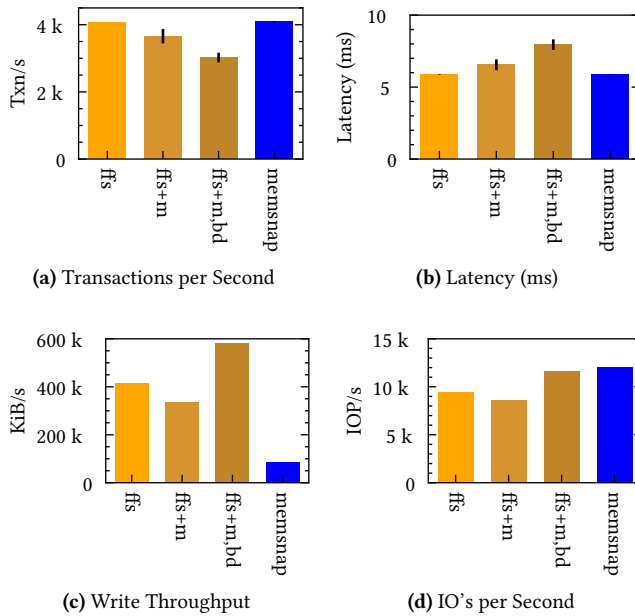 4 k
2 k
0
Txn/s
ffs
ffs+m
ffs+m,bd
memsnap
(a) Transactions per Second
10
5
0
Latency (ms)
ffs
ffs+m
ffs+m,bd
memsnap
(b) Latency (ms)
600 k
400 k
200 k
0
KiB/s
ffs
ffs+m
ffs+m,bd
memsnap
(c) Write Throughput
15 k
10 k
5 k
0
IOP/s
ffs
ffs+m
ffs+m,bd
memsnap
(d) IO's per Second